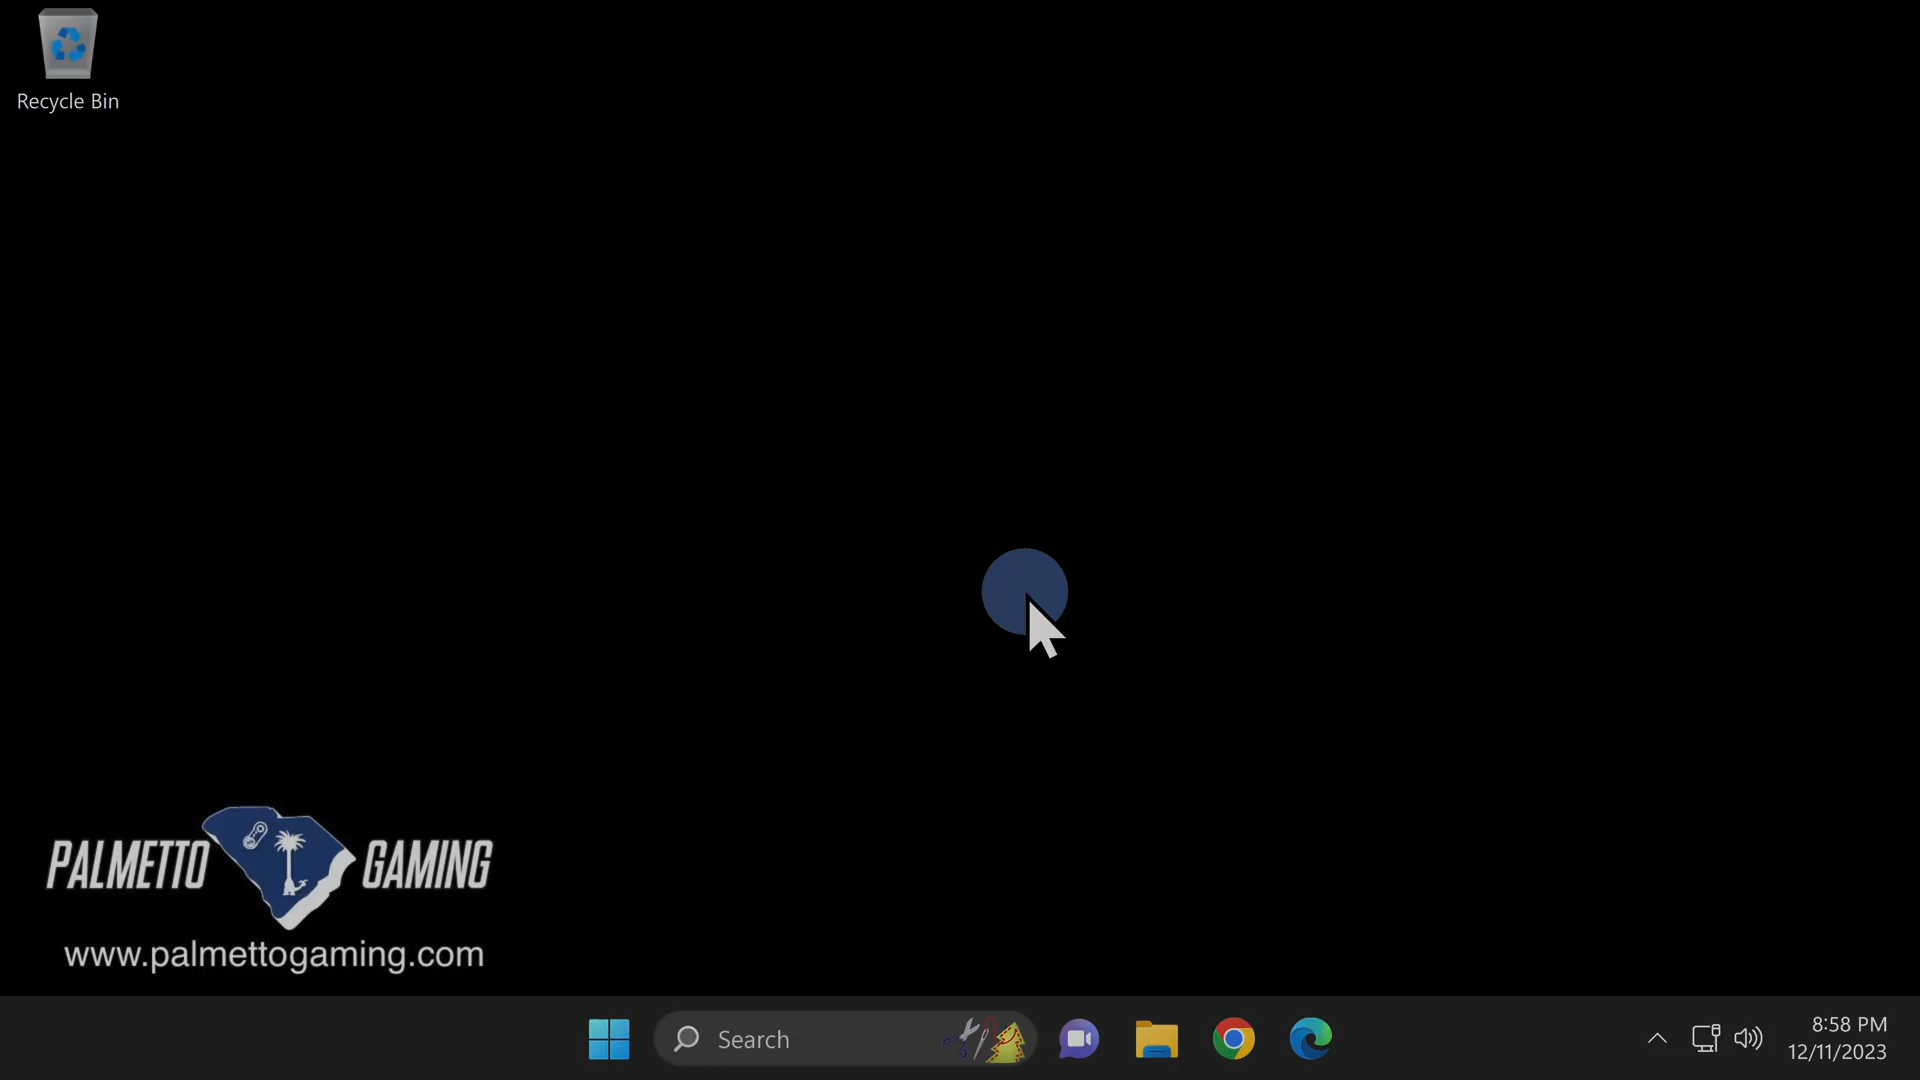 Recycle Bin
PALMETTO GAMING
www.palmettogaming.com
Search
8:58 PM
12/11/2023